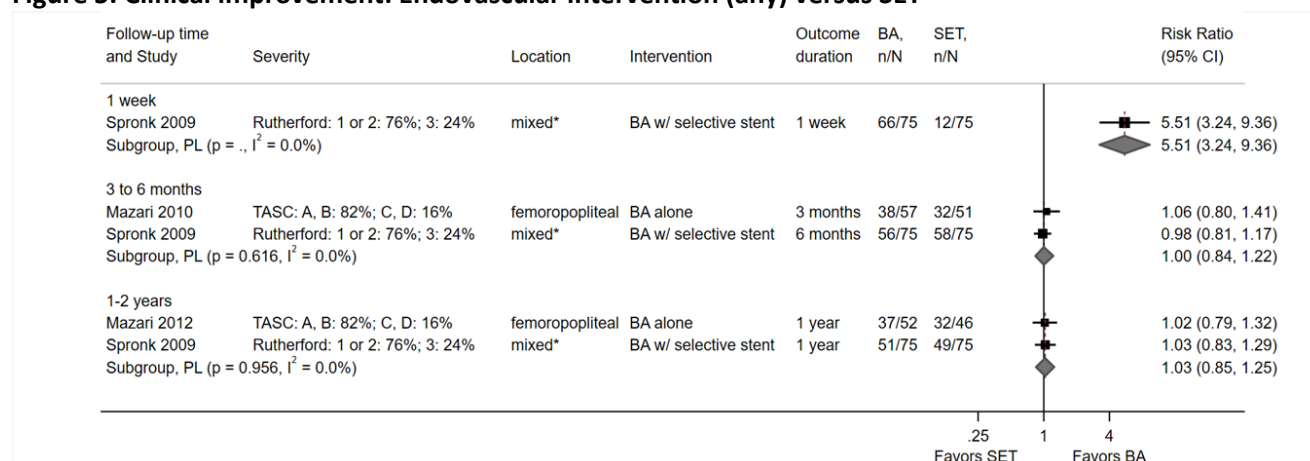 Figure 5. Clinical improvement: Endovascular intervention (any) versus SET
Follow-up time and Study Severity Location Intervention Outcome duration BA, n/N SET, n/N Risk Ratio (95% CI)
1 week
Spronk 2009 Rutherford: 1 or 2: 76%; 3: 24% mixed* BA w/ selective stent 1 week 66/75 12/75 5.51 (3.24, 9.36)
Subgroup, PL (p = ., I² = 0.0%) 5.51 (3.24, 9.36)
3 to 6 months
Mazari 2010 TASC: A, B: 82%; C, D: 16% femoropopliteal BA alone 3 months 38/57 32/51 1.06 (0.80, 1.41)
Spronk 2009 Rutherford: 1 or 2: 76%; 3: 24% mixed* BA w/ selective stent 6 months 56/75 58/75 0.98 (0.81, 1.17)
Subgroup, PL (p = 0.616, I² = 0.0%) 1.00 (0.84, 1.22)
1-2 years
Mazari 2012 TASC: A, B: 82%; C, D: 16% femoropopliteal BA alone 1 year 37/52 32/46 1.02 (0.79, 1.32)
Spronk 2009 Rutherford: 1 or 2: 76%; 3: 24% mixed* BA w/ selective stent 1 year 51/75 49/75 1.03 (0.83, 1.29)
Subgroup, PL (p = 0.956, I² = 0.0%) 1.03 (0.85, 1.25)
.25 1 4
Favors SET Favors BA